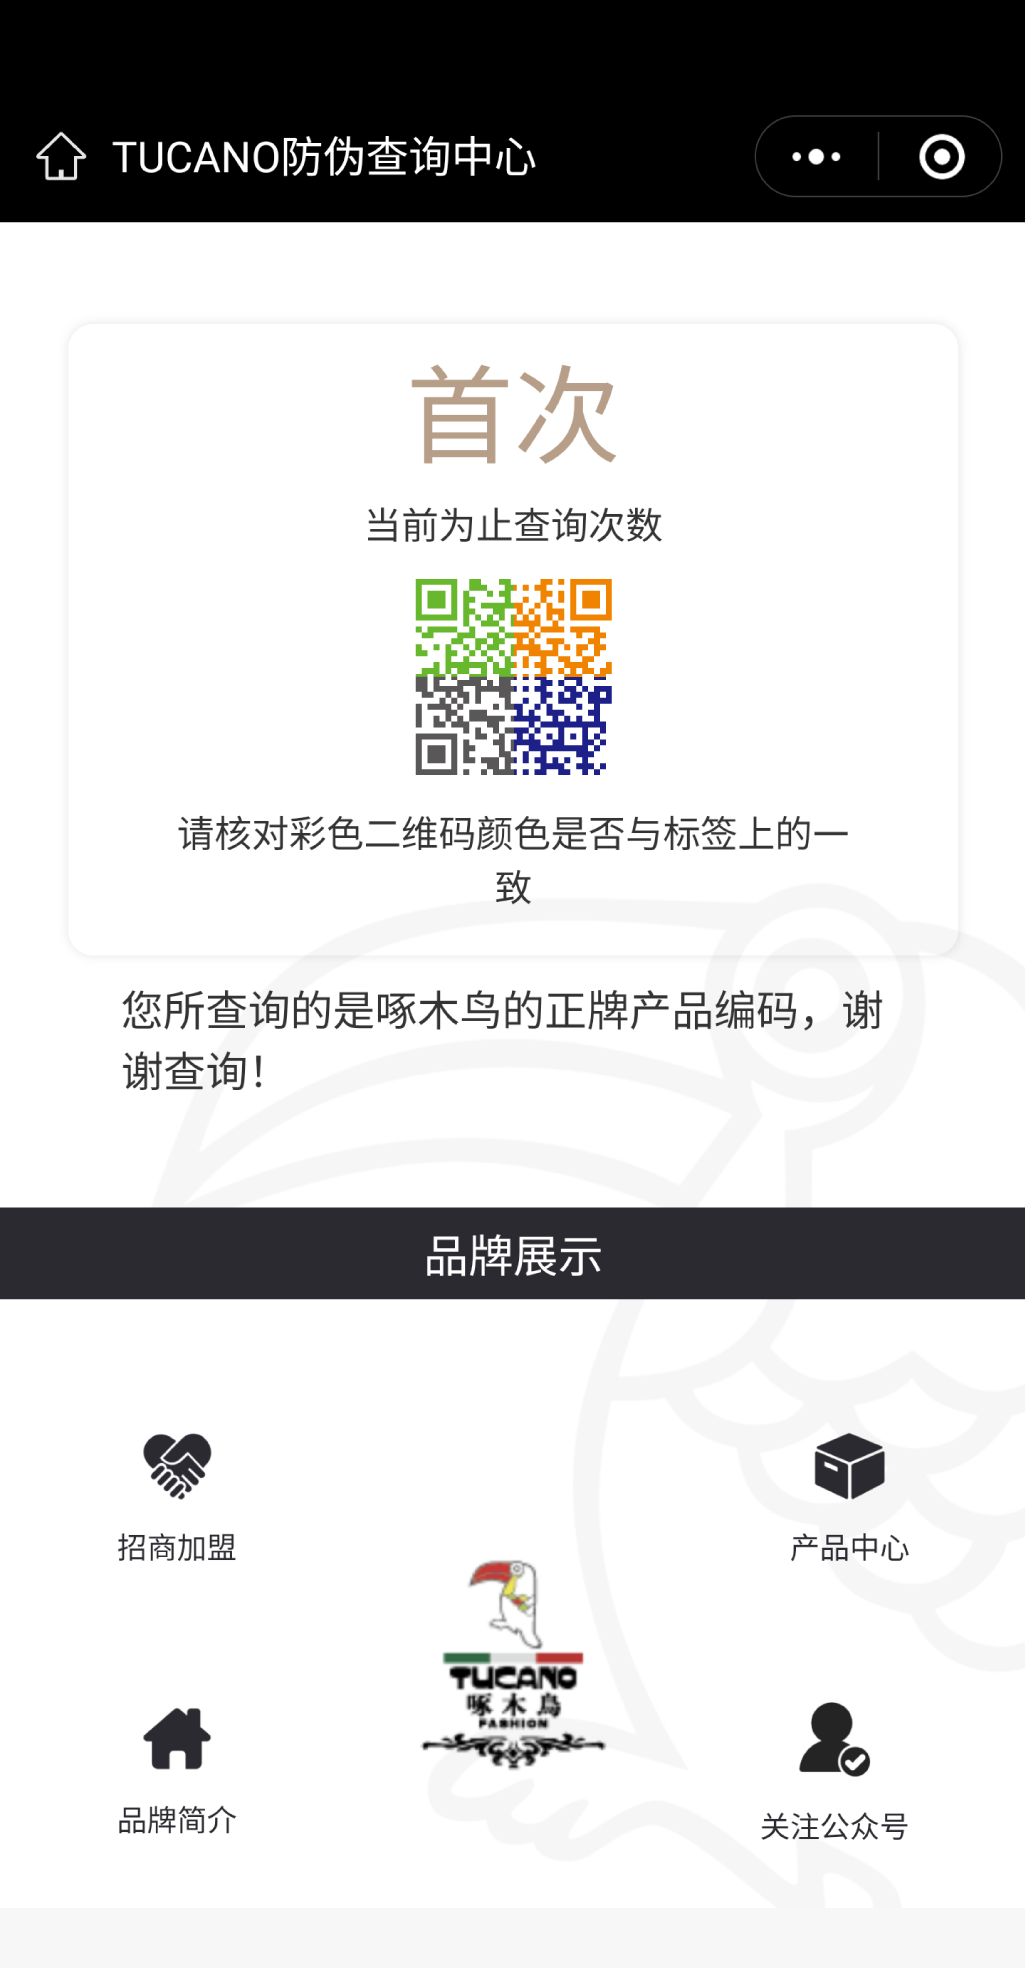 TUCANO防伪查询中心
首次
当前为止查询次数
请核对彩色二维码颜色是否与标签上的一
致
您所查询的是啄木鸟的正牌产品编码，谢
谢查询！
品牌展示
招商加盟
产品中心
TUCANO
啄木鳥
FASHION
品牌简介
关注公众号